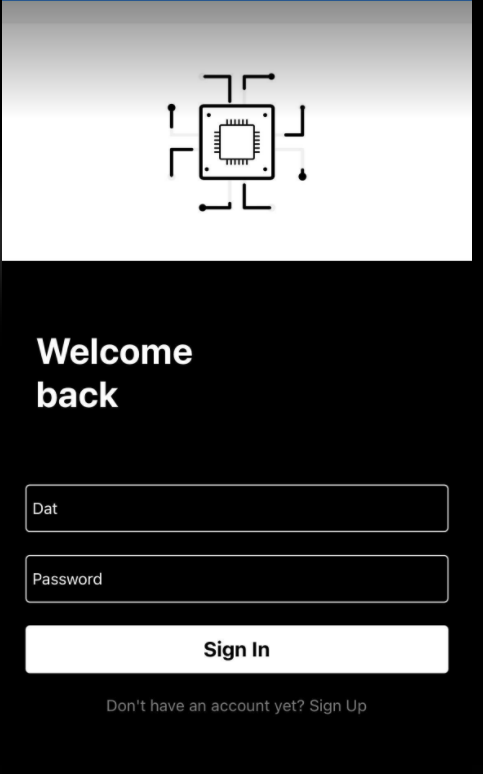 Welcome
back
Dat
Password
Sign In
Don't have an account yet? Sign Up